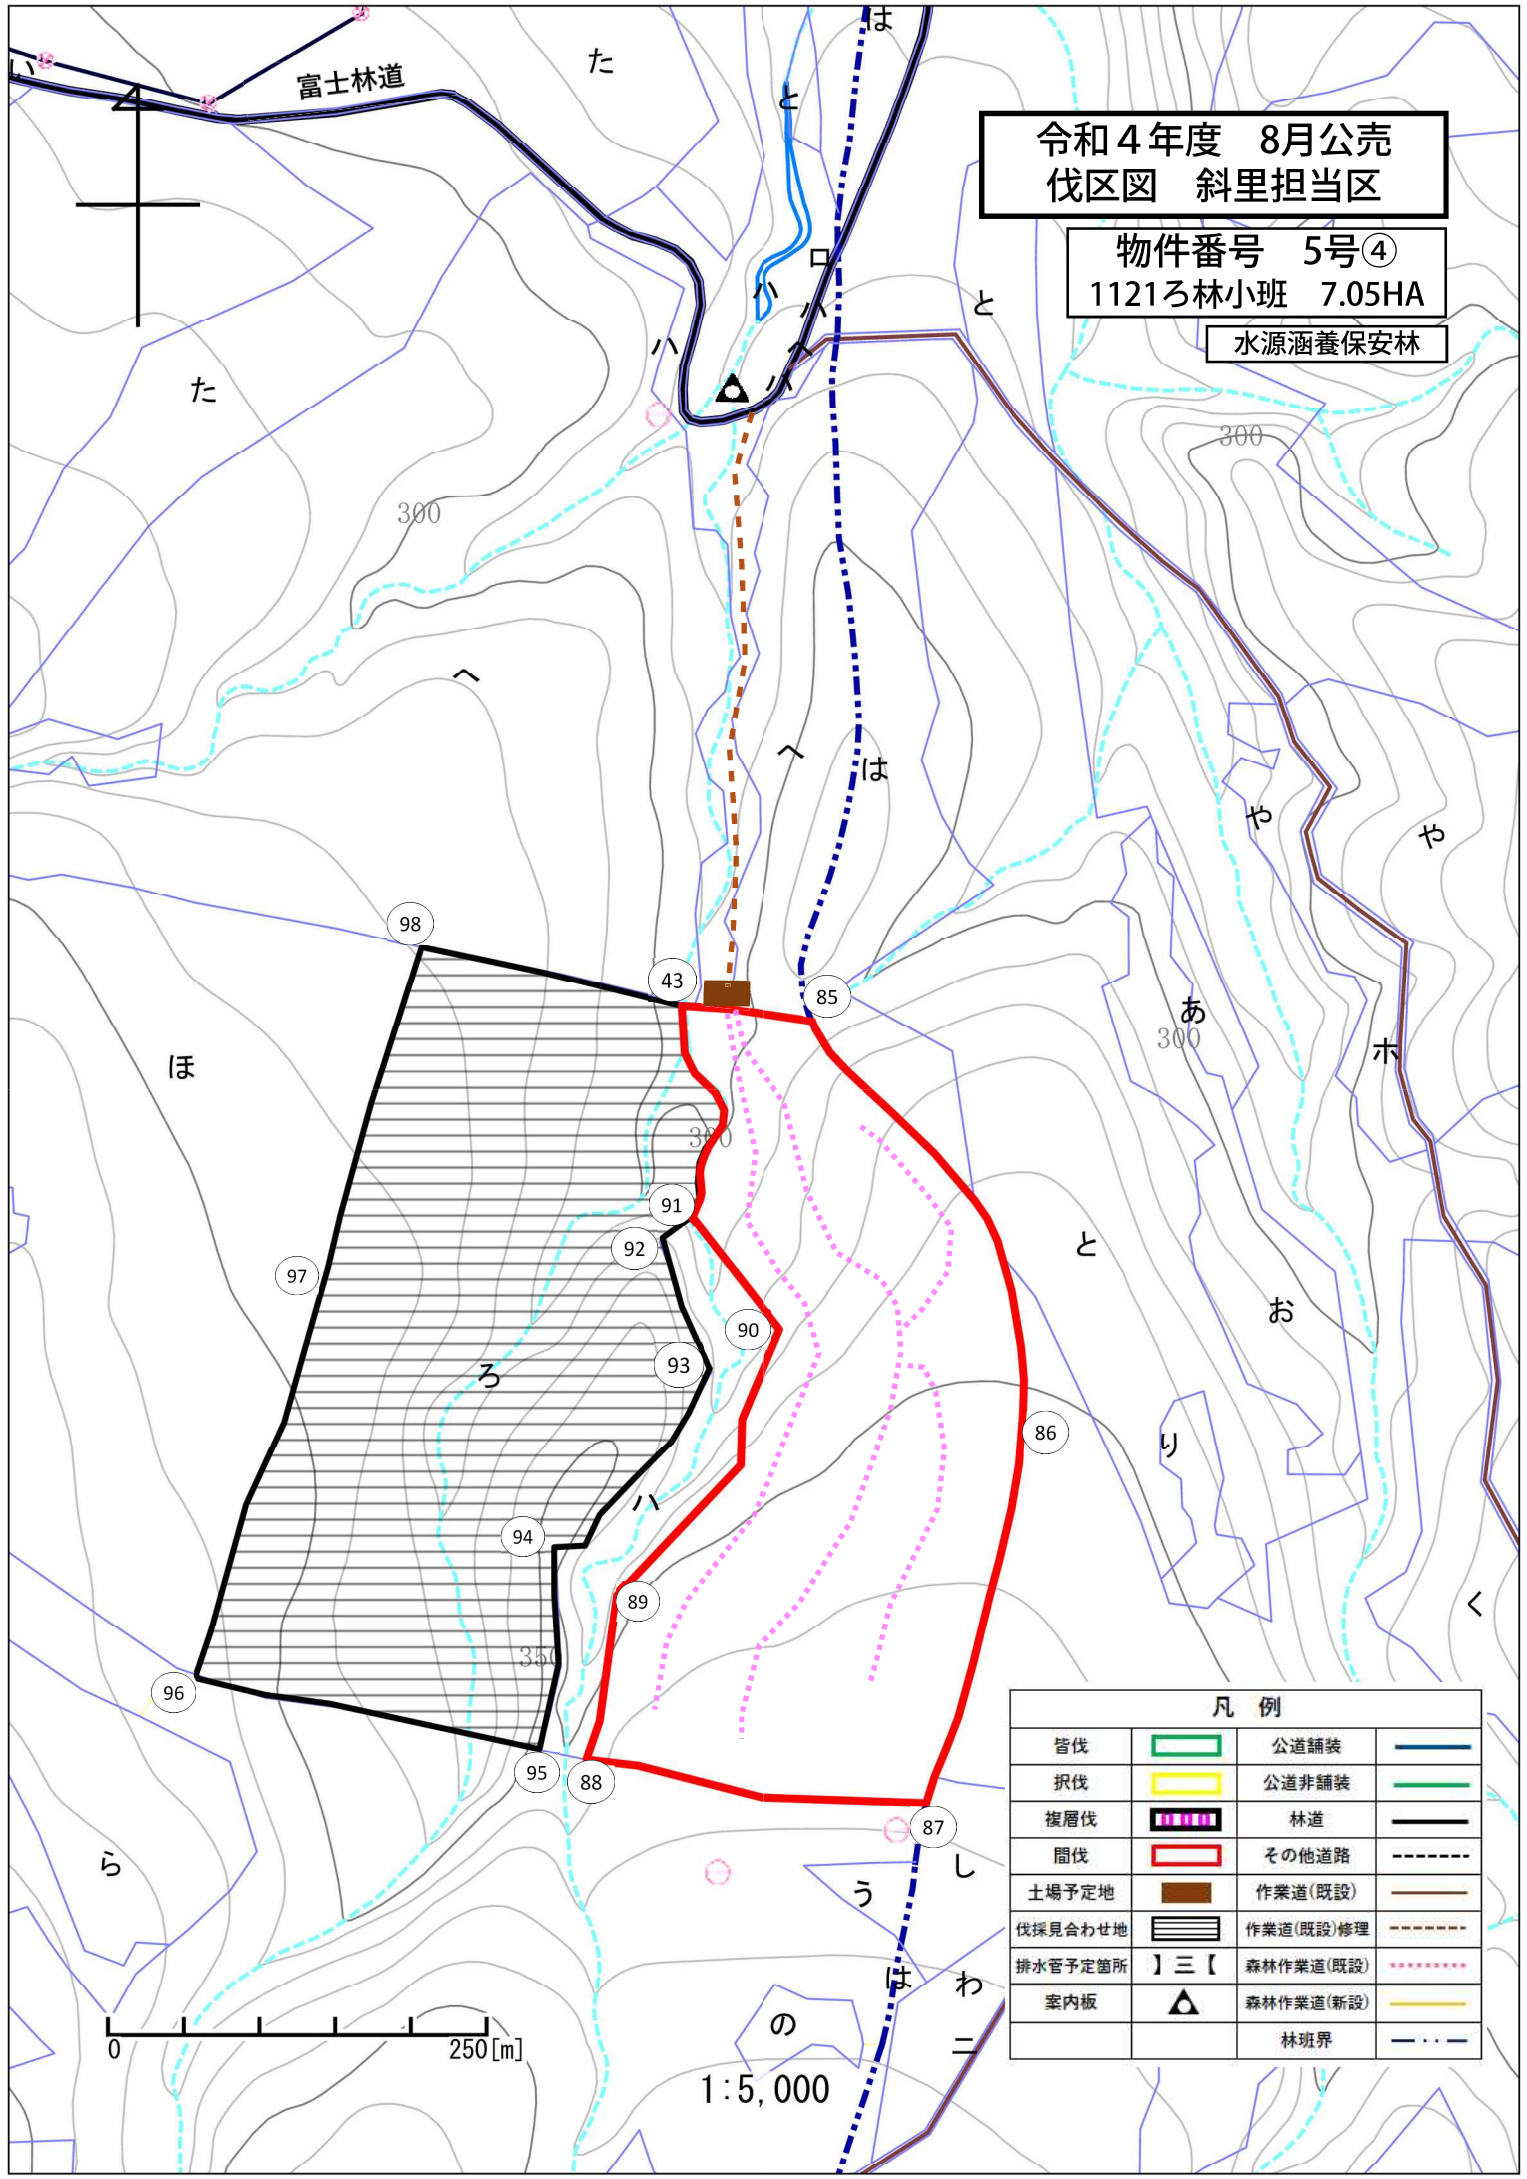 は
い
富士林道
た
と
令和４年度　8月公売
伐区図　斜里担当区
物件番号　5号④
1121ろ林小班　7.05HA
水源涵養保安林
ロ
ハ
ハ
と
ハ
へ
ハ
た
300
300
へ
へ
は
や
や
98
43
85
あ
300
ホ
ほ
300
91
92
と
97
お
90
93
ろ
86
り
ハ
94
89
く
350
96
95
88
87
ら
う
し
は
わ
の
ニ
0
250[m]
1:5,000
凡　例
皆伐
公道舗装
択伐
公道非舗装
複層伐
林道
間伐
その他道路
土場予定地
作業道(既設)
伐採見合わせ地
作業道(既設)修理
排水管予定箇所
】三【
森林作業道(既設)
案内板
森林作業道(新設)
林班界